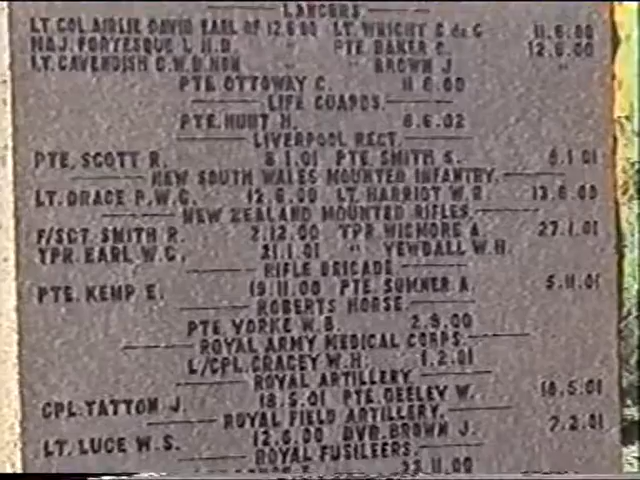 LANCERS.
LT COL AIRLIE DAVID EARL OF 12.6.00 LT. WRIGHT C de C 11.6.00
MAJ. FORTESQUE L.H.D. " PTE. BAKER C. 12.6.00
LT. CAVENDISH C.W.H. HON " " BROWN J "
PTE. OTTOWAY C. 11.6.00
LIFE GUARDS.
PTE. HUNT H. 6.6.02
LIVERPOOL REGT.
PTE. SCOTT R. 8.1.01 PTE. SMITH S. 8.1.01
NEW SOUTH WALES MOUNTED INFANTRY.
LT. DRAGE P.W.C. 12.6.00 LT. HARRIOT W.R. 13.6.00
NEW ZEALAND MOUNTED RIFLES.
F/SGT. SMITH R. 2.12.00 TPR. WIGMORE A. 27.1.01
TPR. EARL W.G. 21.1.01 " YEWDALL W.H.
RIFLE BRIGADE
PTE. KEMP E. 19.11.00 PTE. SUMNER A. 5.11.01
ROBERTS HORSE.
PTE. YORKE W.B. 2.9.00
ROYAL ARMY MEDICAL CORPS.
L/CPL. GRACEY W.H. 1.2.01
ROYAL ARTILLERY.
CPL. TATTON J. 18.5.01 PTE. DEELEY W. 18.5.01
ROYAL FIELD ARTILLERY.
LT. LUCE W.S. 12.6.00 DVR. BROWN J. 7.2.01
ROYAL FUSILEERS.
23.11.00